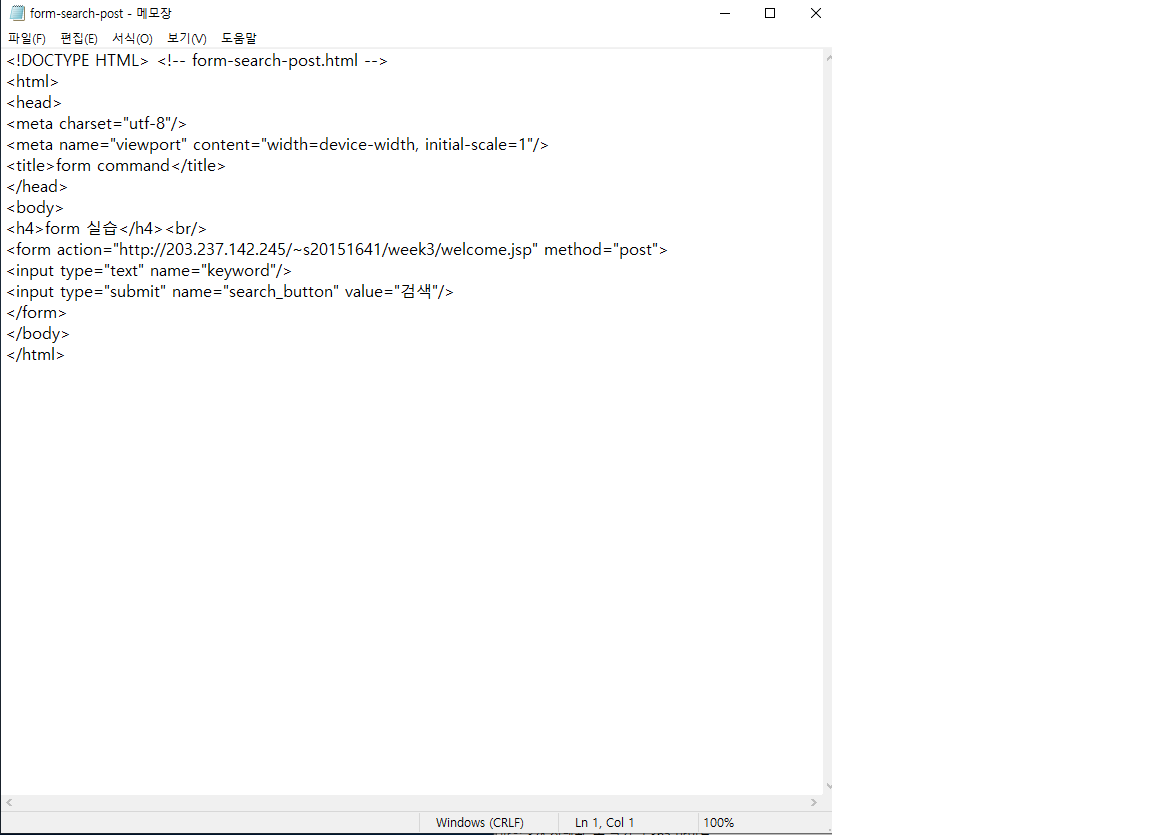 form-search-post - 메모장
파일(F) 편집(E) 서식(O) 보기(V) 도움말
<!DOCTYPE HTML> <!-- form-search-post.html -->
<html>
<head>
<meta charset="utf-8"/>
<meta name="viewport" content="width=device-width, initial-scale=1"/>
<title>form command</title>
</head>
<body>
<h4>form 실습</h4><br/>
<form action="http://203.237.142.245/~s20151641/week3/welcome.jsp" method="post">
<input type="text" name="keyword"/>
<input type="submit" name="search_button" value="검색"/>
</form>
</body>
</html>
Windows (CRLF) Ln 1, Col 1 100%